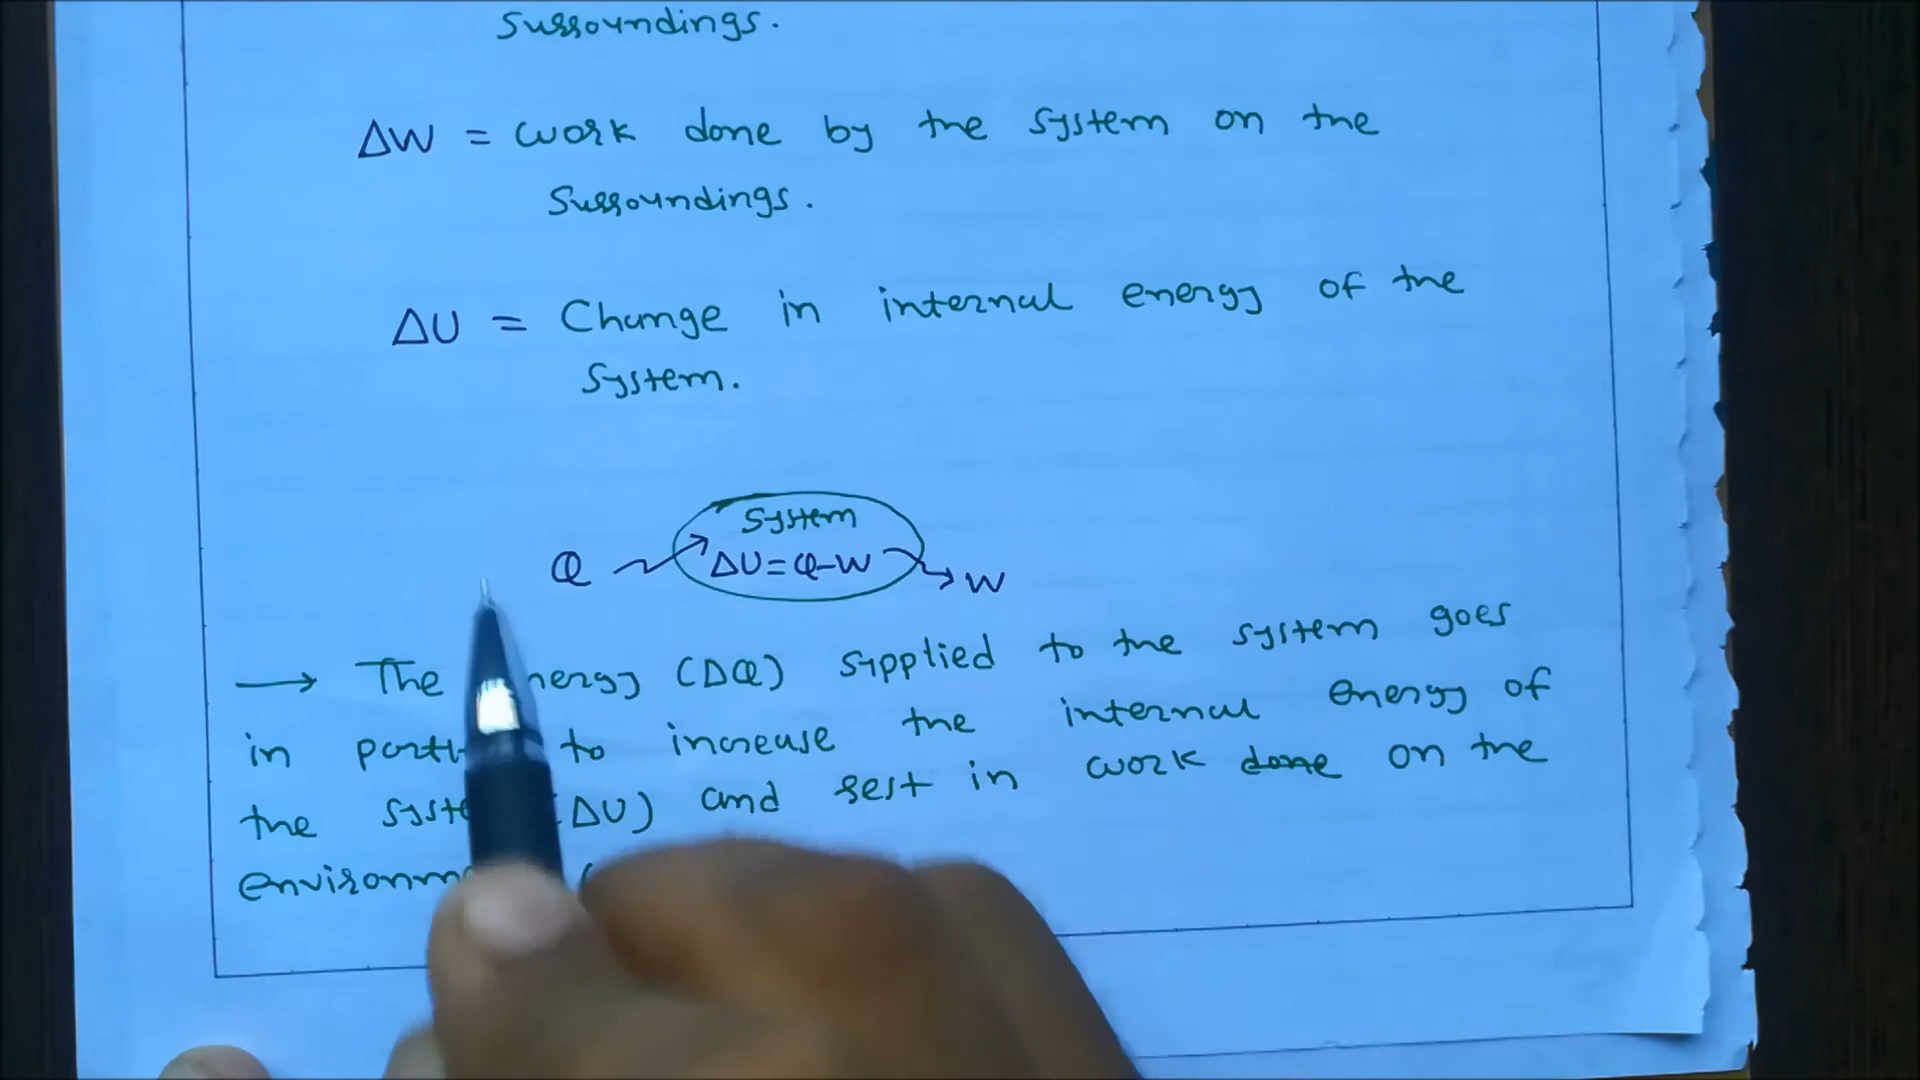 Surroundings.
ΔW = work done by the system on the
Surroundings.
ΔU = Change in internal energy of the
System.
System
Q ΔU=Q-W W
→ The energy (ΔQ) supplied to the system goes
in to increase the internal energy of
the (ΔU) and rest in work done on the